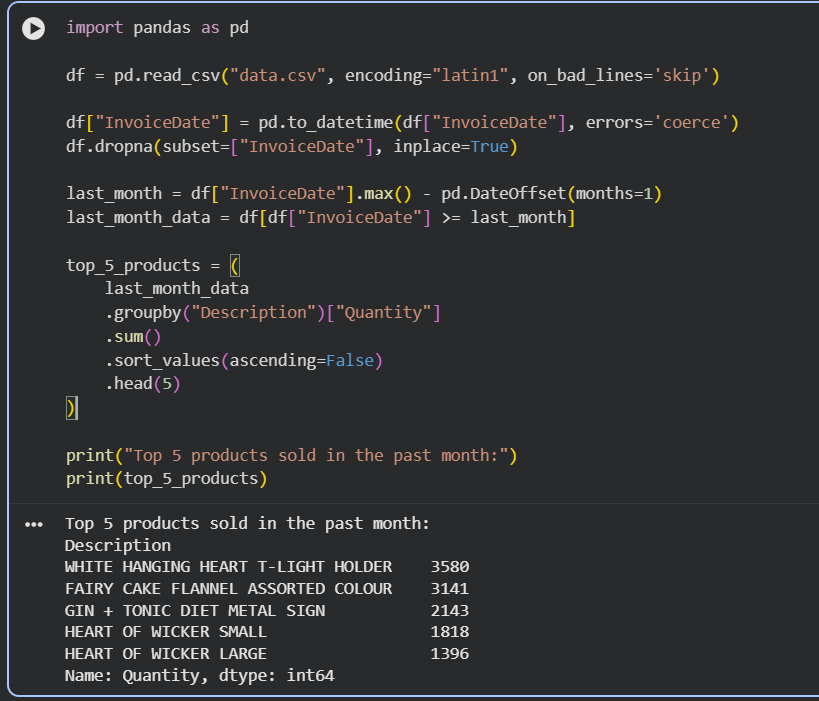 import pandas as pd
df = pd.read_csv("data.csv", encoding="latin1", on_bad_lines='skip')
df["InvoiceDate"] = pd.to_datetime(df["InvoiceDate"], errors='coerce')
df.dropna(subset=["InvoiceDate"], inplace=True)
last_month = df["InvoiceDate"].max() - pd.DateOffset(months=1)
last_month_data = df[df["InvoiceDate"] >= last_month]
top_5_products = (
    last_month_data
    .groupby("Description")["Quantity"]
    .sum()
    .sort_values(ascending=False)
    .head(5)
)
print("Top 5 products sold in the past month:")
print(top_5_products)
Top 5 products sold in the past month:
Description
WHITE HANGING HEART T-LIGHT HOLDER    3580
FAIRY CAKE FLANNEL ASSORTED COLOUR    3141
GIN + TONIC DIET METAL SIGN           2143
HEART OF WICKER SMALL                 1818
HEART OF WICKER LARGE                 1396
Name: Quantity, dtype: int64